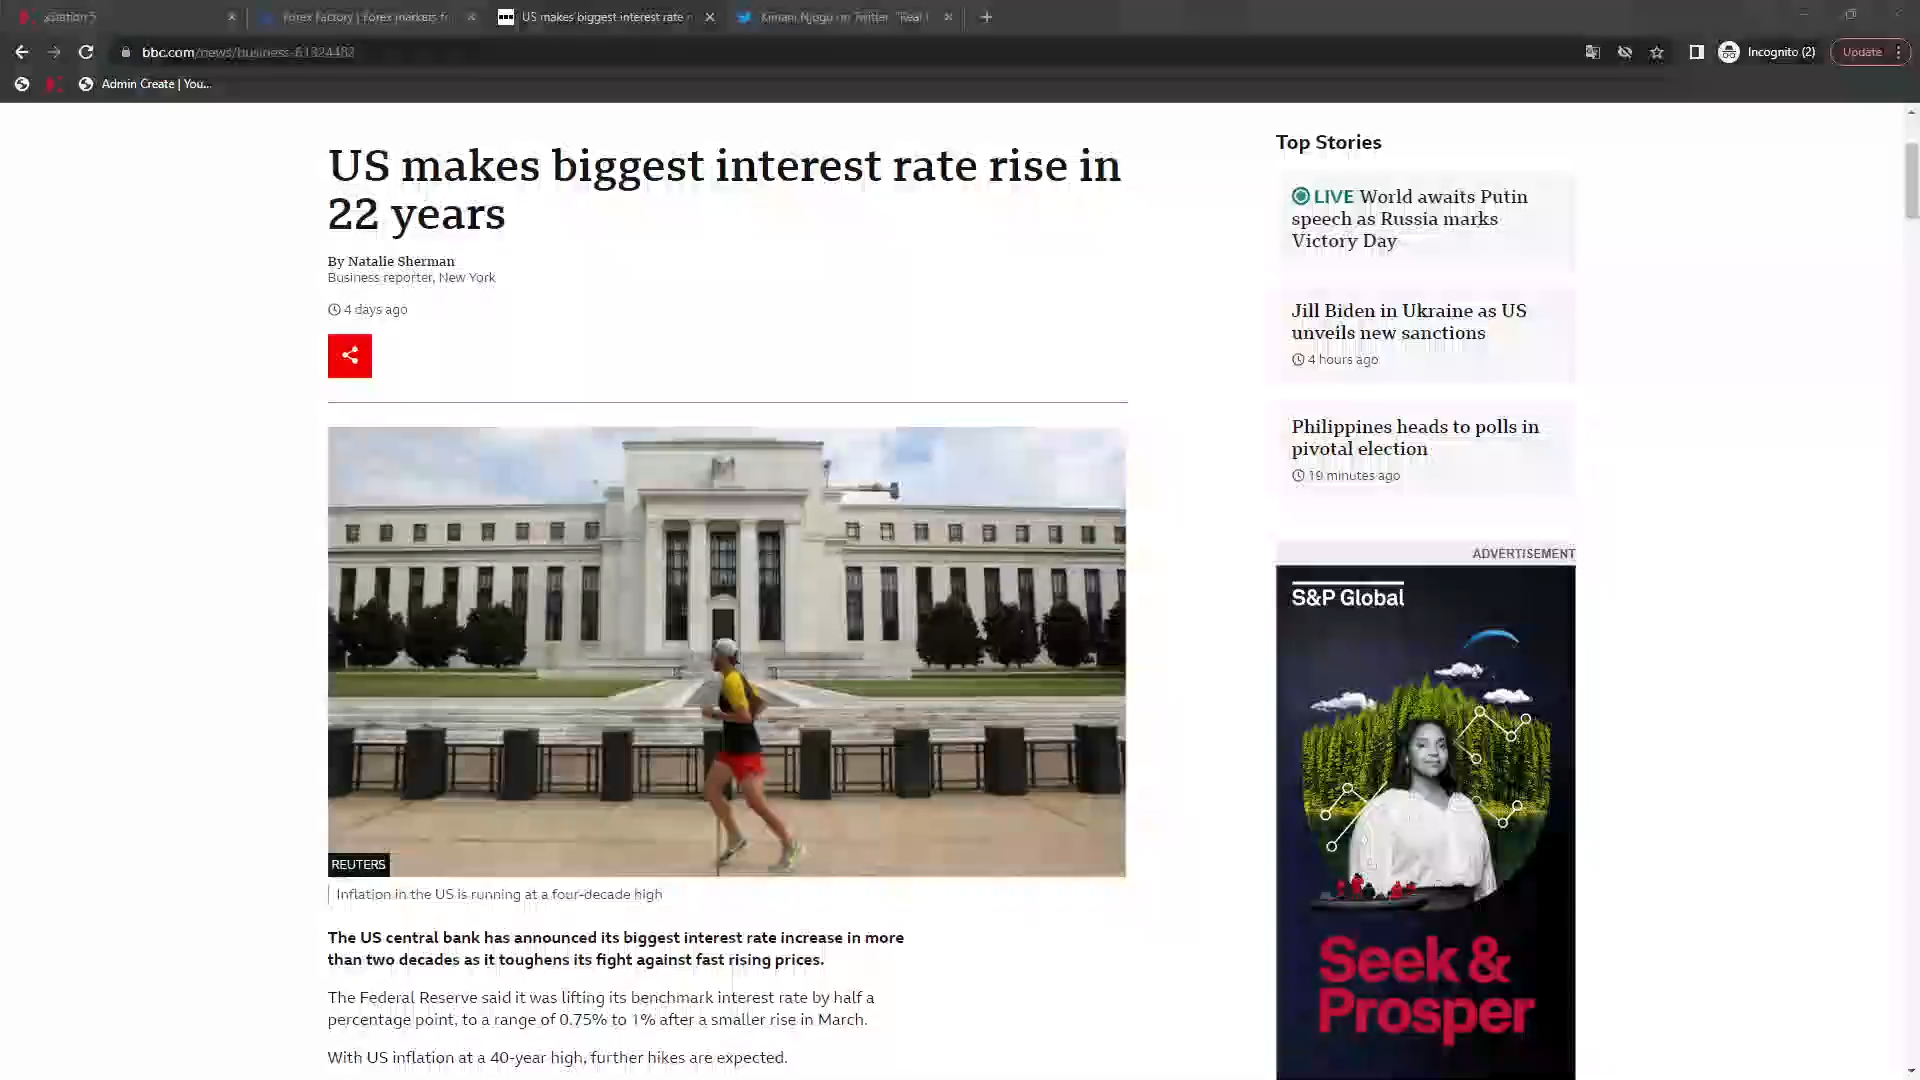 xStation 5
Forex Factory | Forex markets fo
US makes biggest interest rate r
Kimani Njogu on Twitter: "Real I
bbc.com/news/business-61324482
Incognito (2)
Update
Admin Create | You...
US makes biggest interest rate rise in
22 years
By Natalie Sherman
Business reporter, New York
4 days ago
REUTERS
Inflation in the US is running at a four-decade high
The US central bank has announced its biggest interest rate increase in more
than two decades as it toughens its fight against fast rising prices.
The Federal Reserve said it was lifting its benchmark interest rate by half a
percentage point, to a range of 0.75% to 1% after a smaller rise in March.
With US inflation at a 40-year high, further hikes are expected.
Top Stories
LIVE World awaits Putin
speech as Russia marks
Victory Day
Jill Biden in Ukraine as US
unveils new sanctions
4 hours ago
Philippines heads to polls in
pivotal election
19 minutes ago
ADVERTISEMENT
S&P Global
Seek &
Prosper